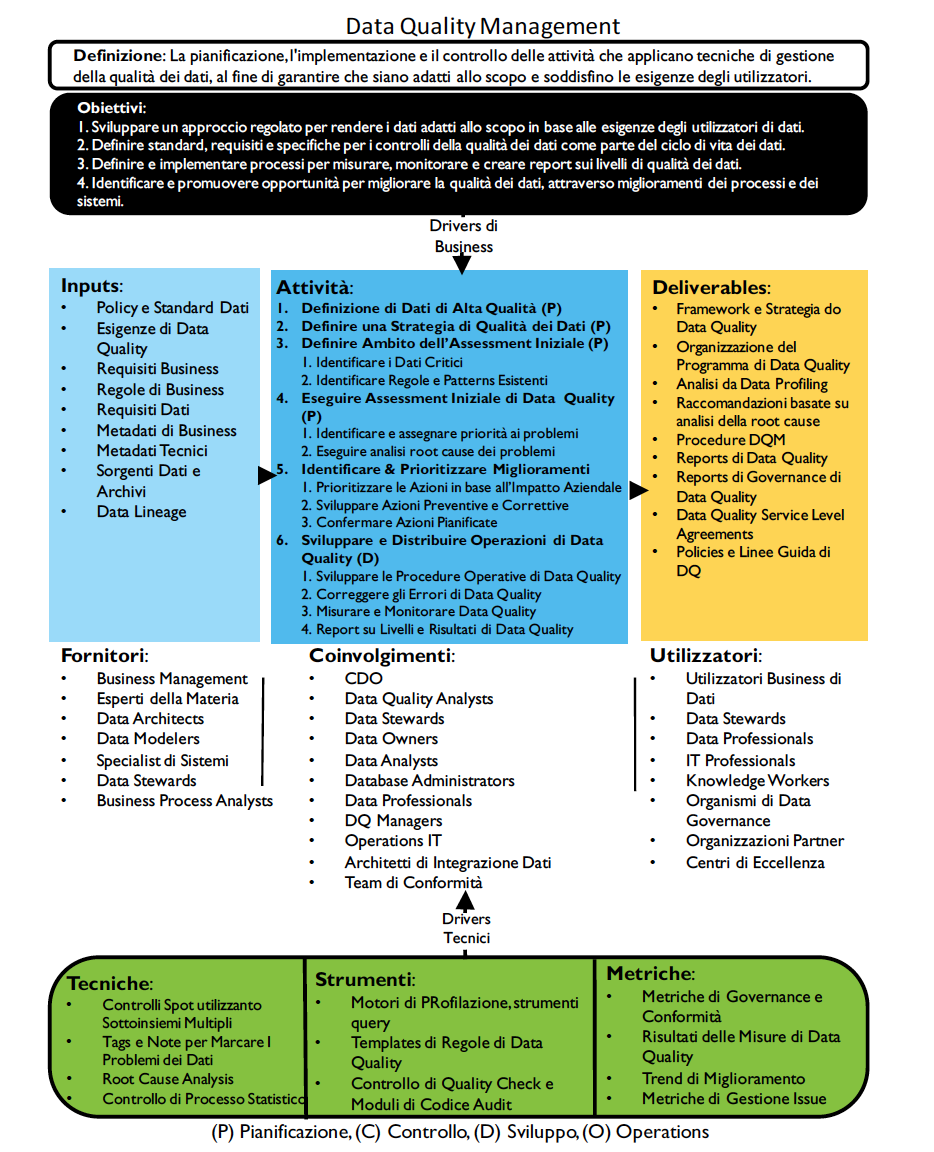 Data Quality Management
Definizione: La pianificazione, l'implementazione e il controllo delle attività che applicano tecniche di gestione
della qualità dei dati, al fine di garantire che siano adatti allo scopo e soddisfino le esigenze degli utilizzatori.
Obiettivi:
1. Sviluppare un approccio regolato per rendere i dati adatti allo scopo in base alle esigenze degli utilizzatori di dati.
2. Definire standard, requisiti e specifiche per i controlli della qualità dei dati come parte del ciclo di vita dei dati.
3. Definire e implementare processi per misurare, monitorare e creare report sui livelli di qualità dei dati.
4. Identificare e promuovere opportunità per migliorare la qualità dei dati, attraverso miglioramenti dei processi e dei
sistemi.
Drivers di
Business
Inputs:
• Policy e Standard Dati
• Esigenze di Data
Quality
• Requisiti Business
• Regole di Business
• Requisiti Dati
• Metadati di Business
• Metadati Tecnici
• Sorgenti Dati e
Archivi
• Data Lineage
Attività:
1. Definizione di Dati di Alta Qualità (P)
2. Definire una Strategia di Qualità dei Dati (P)
3. Definire Ambito dell'Assessment Iniziale (P)
1. Identificare i Dati Critici
2. Identificare Regole e Patterns Esistenti
4. Eseguire Assessment Iniziale di Data Quality
(P)
1. Identificare e assegnare priorità ai problemi
2. Eseguire analisi root cause dei problemi
5. Identificare & Prioritizzare Miglioramenti
1. Prioritizzare le Azioni in base all'Impatto Aziendale
2. Sviluppare Azioni Preventive e Correttive
3. Confermare Azioni Pianificate
6. Sviluppare e Distribuire Operazioni di Data
Quality (D)
1. Sviluppare le Procedure Operative di Data Quality
2. Correggere gli Errori di Data Quality
3. Misurare e Monitorare Data Quality
4. Report su Livelli e Risultati di Data Quality
Deliverables:
• Framework e Strategia do
Data Quality
• Organizzazione del
Programma di Data Quality
• Analisi da Data Profiling
• Raccomandazioni basate su
analisi della root cause
• Procedure DQM
• Reports di Data Quality
• Reports di Governance di
Data Quality
• Data Quality Service Level
Agreements
• Policies e Linee Guida di
DQ
Fornitori:
• Business Management
• Esperti della Materia
• Data Architects
• Data Modelers
• Specialist di Sistemi
• Data Stewards
• Business Process Analysts
Coinvolgimenti:
• CDO
• Data Quality Analysts
• Data Stewards
• Data Owners
• Data Analysts
• Database Administrators
• Data Professionals
• DQ Managers
• Operations IT
• Architetti di Integrazione Dati
• Team di Conformità
Utilizzatori:
• Utilizzatori Business di
Dati
• Data Stewards
• Data Professionals
• IT Professionals
• Knowledge Workers
• Organismi di Data
Governance
• Organizzazioni Partner
• Centri di Eccellenza
Drivers
Tecnici
Tecniche:
• Controlli Spot utilizzanto
Sottoinsiemi Multipli
• Tags e Note per Marcare I
Problemi dei Dati
• Root Cause Analysis
• Controllo di Processo Statistico
Strumenti:
• Motori di PRofilazione, strumenti
query
• Templates di Regole di Data
Quality
• Controllo di Quality Check e
Moduli di Codice Audit
Metriche:
• Metriche di Governance e
Conformità
• Risultati delle Misure di Data
Quality
• Trend di Miglioramento
• Metriche di Gestione Issue
(P) Pianificazione, (C) Controllo, (D) Sviluppo, (O) Operations